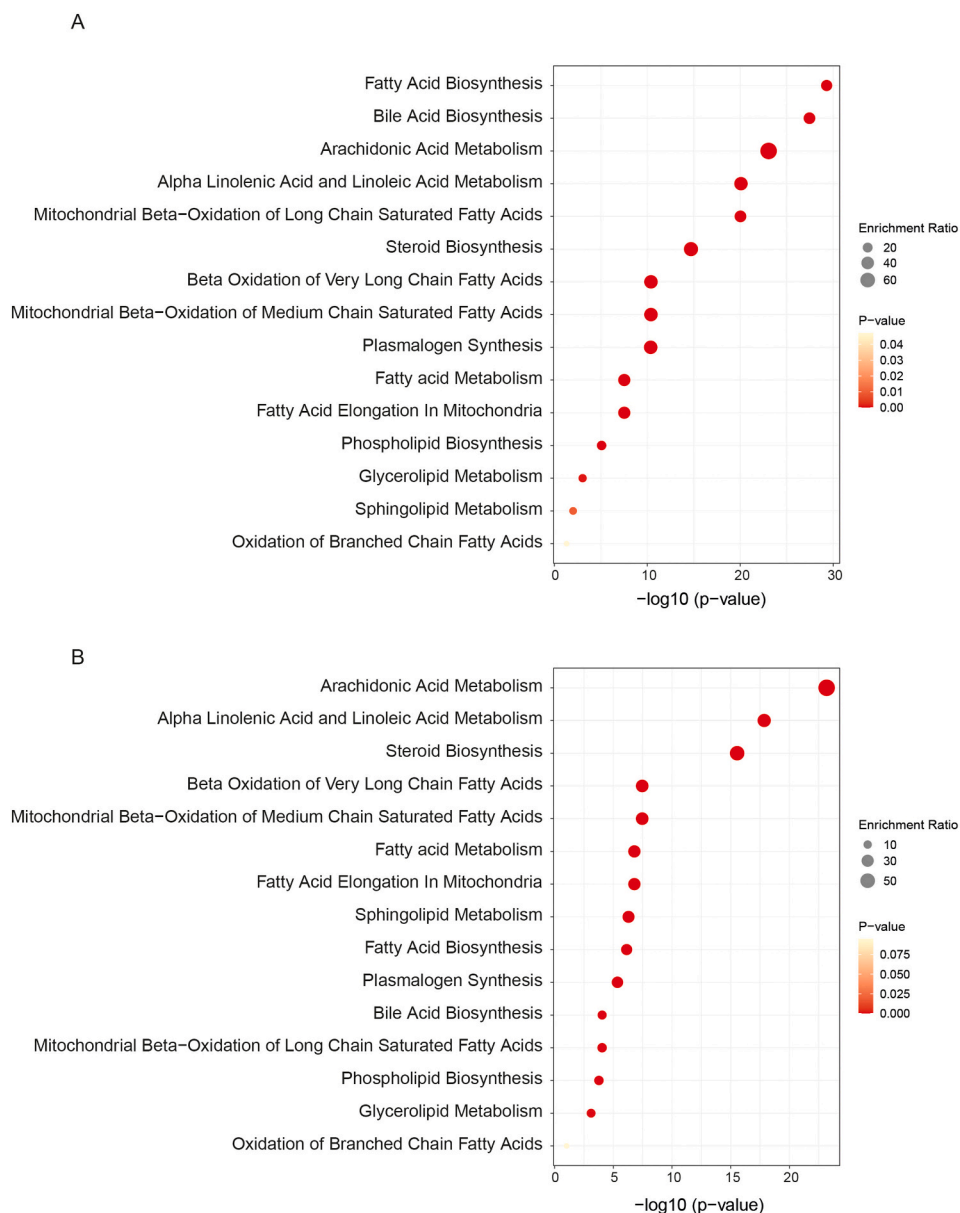 A
Fatty Acid Biosynthesis
Bile Acid Biosynthesis
Arachidonic Acid Metabolism
Alpha Linolenic Acid and Linoleic Acid Metabolism
Mitochondrial Beta−Oxidation of Long Chain Saturated Fatty Acids
Steroid Biosynthesis
Beta Oxidation of Very Long Chain Fatty Acids
Mitochondrial Beta−Oxidation of Medium Chain Saturated Fatty Acids
Plasmalogen Synthesis
Fatty acid Metabolism
Fatty Acid Elongation In Mitochondria
Phospholipid Biosynthesis
Glycerolipid Metabolism
Sphingolipid Metabolism
Oxidation of Branched Chain Fatty Acids
0 10 20 30
−log10 (p−value)
Enrichment Ratio
20
40
60
P−value
0.04
0.03
0.02
0.01
0.00
B
Arachidonic Acid Metabolism
Alpha Linolenic Acid and Linoleic Acid Metabolism
Steroid Biosynthesis
Beta Oxidation of Very Long Chain Fatty Acids
Mitochondrial Beta−Oxidation of Medium Chain Saturated Fatty Acids
Fatty acid Metabolism
Fatty Acid Elongation In Mitochondria
Sphingolipid Metabolism
Fatty Acid Biosynthesis
Plasmalogen Synthesis
Bile Acid Biosynthesis
Mitochondrial Beta−Oxidation of Long Chain Saturated Fatty Acids
Phospholipid Biosynthesis
Glycerolipid Metabolism
Oxidation of Branched Chain Fatty Acids
0 5 10 15 20
−log10 (p−value)
Enrichment Ratio
10
30
50
P−value
0.075
0.050
0.025
0.000